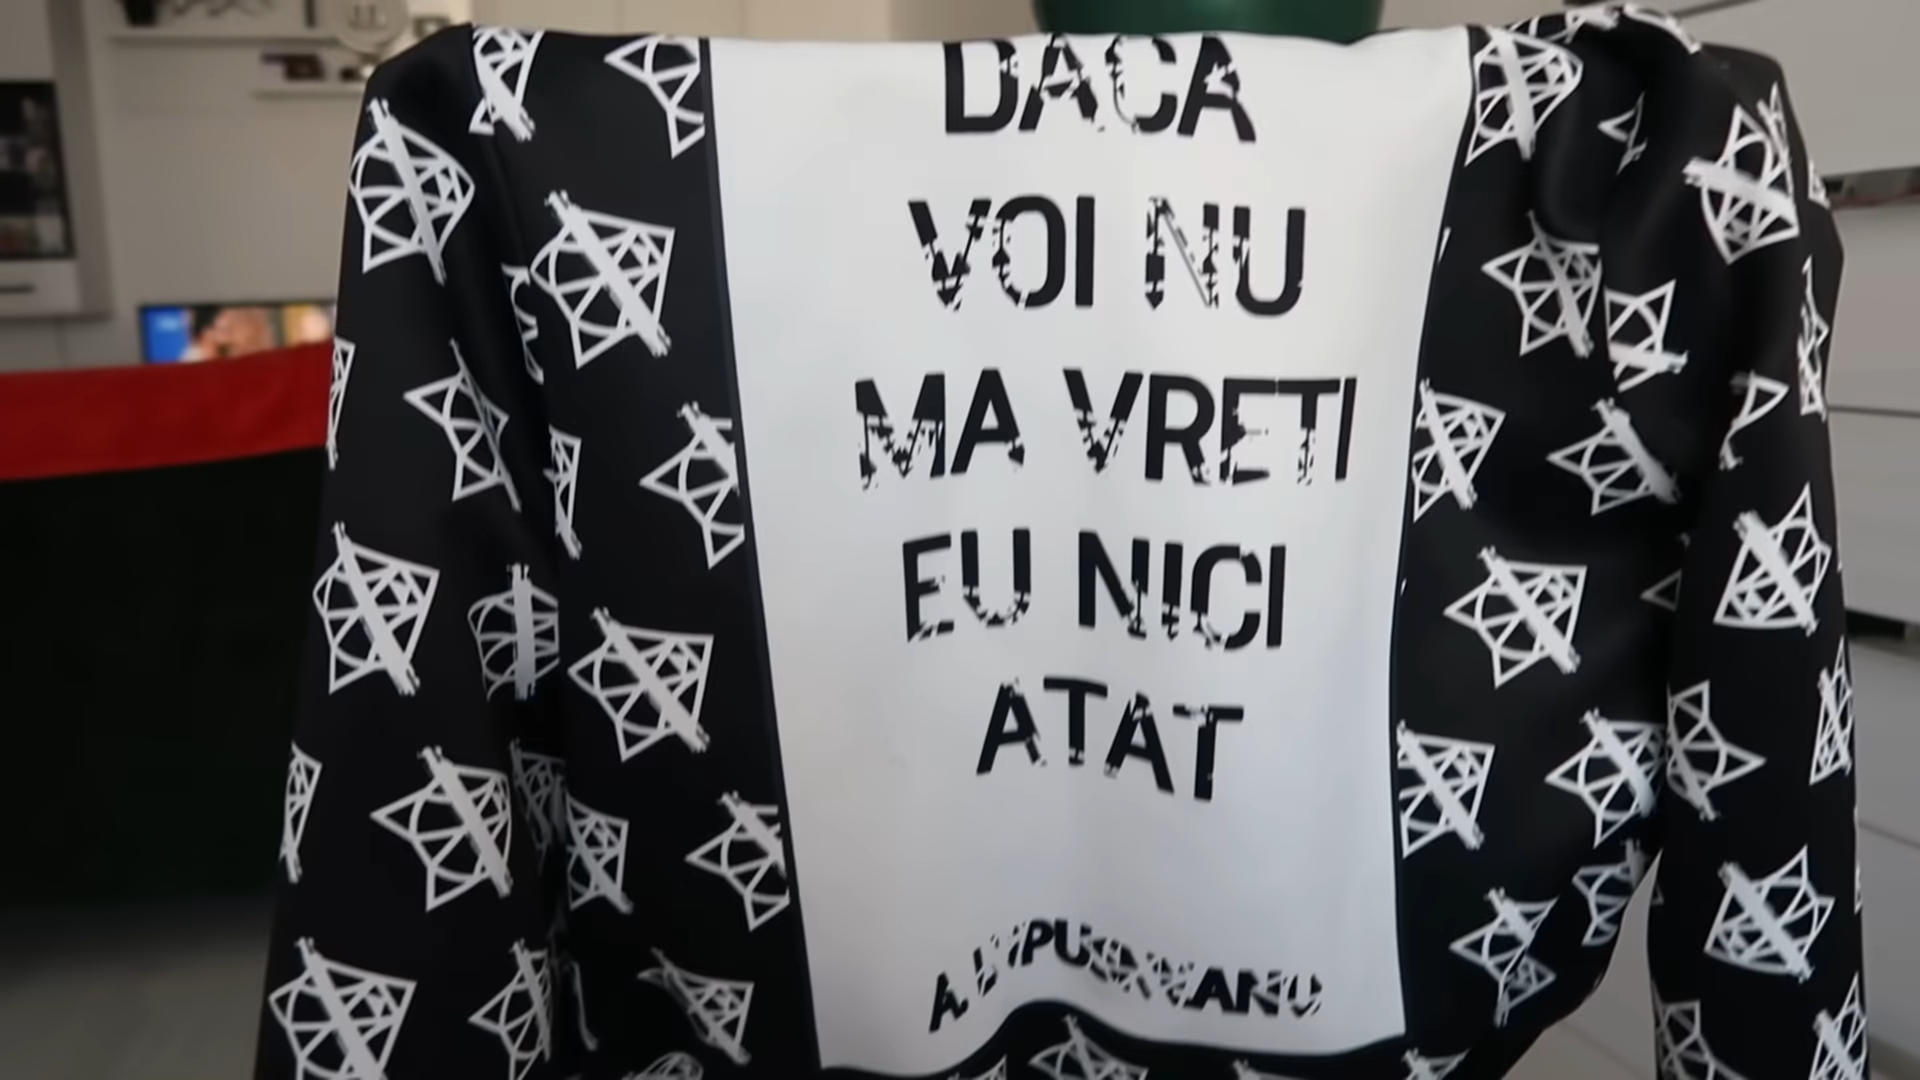 DACA
VOI NU
MA VRETI
EU NICI
ATAT